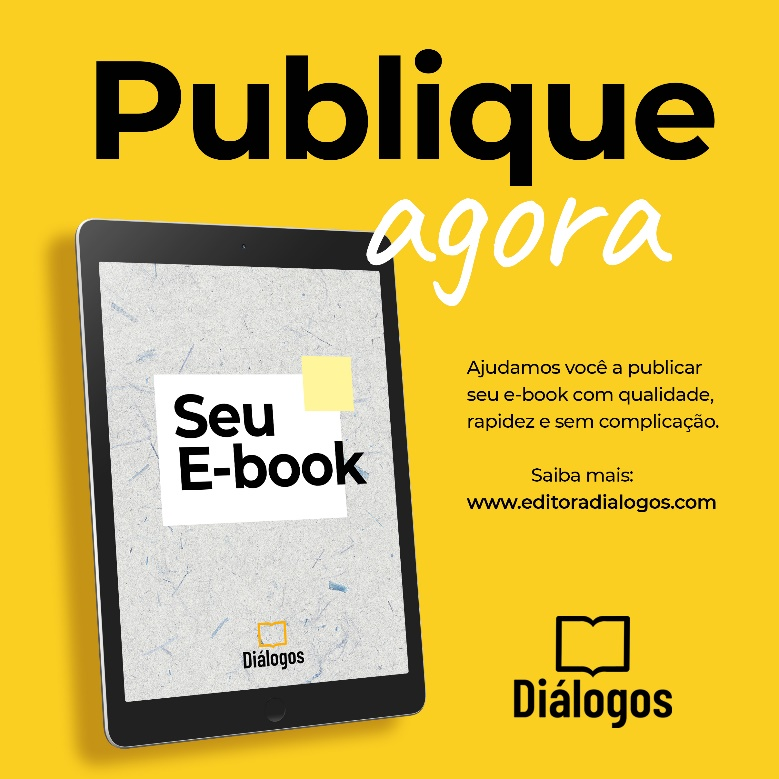 Publique
agora
Seu
E-book
Diálogos
Ajudamos você a publicar
seu e-book com qualidade,
rapidez e sem complicação.
Saiba mais:
www.editoradialogos.com
Diálogos